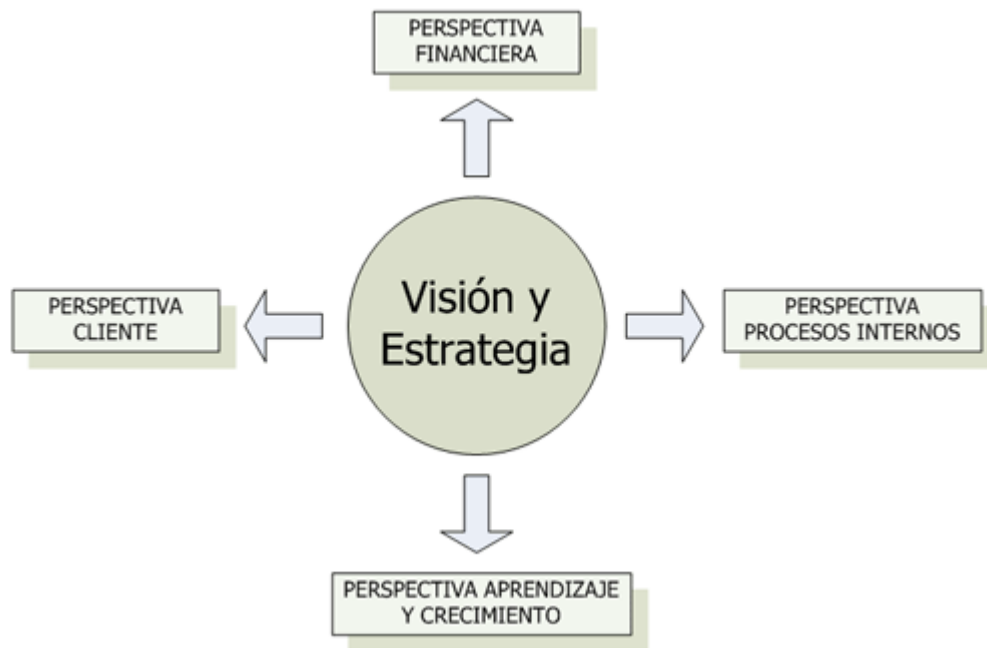 PERSPECTIVA
FINANCIERA
Visión y
Estrategia
PERSPECTIVA
CLIENTE
PERSPECTIVA
PROCESOS INTERNOS
PERSPECTIVA APRENDIZAJE
Y CRECIMIENTO